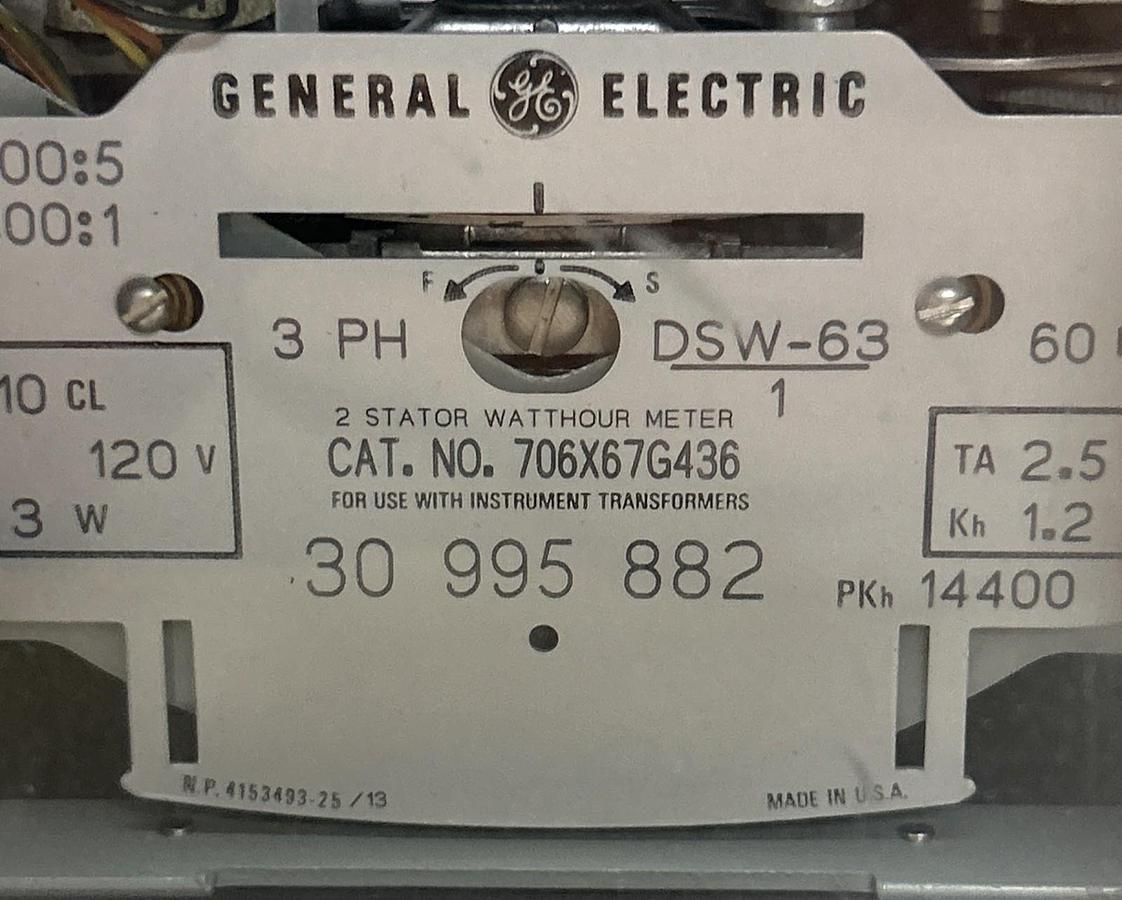 GENERAL GE ELECTRIC
00:5
00:1
F S
3 PH
DSW-63
1
60
10 CL
120 V
3 W
2 STATOR WATTHOUR METER
CAT. NO. 706X67G436
FOR USE WITH INSTRUMENT TRANSFORMERS
30 995 882
TA 2.5
Kh 1.2
PKh 14400
N.P. 4153493-25 /13
MADE IN U.S.A.